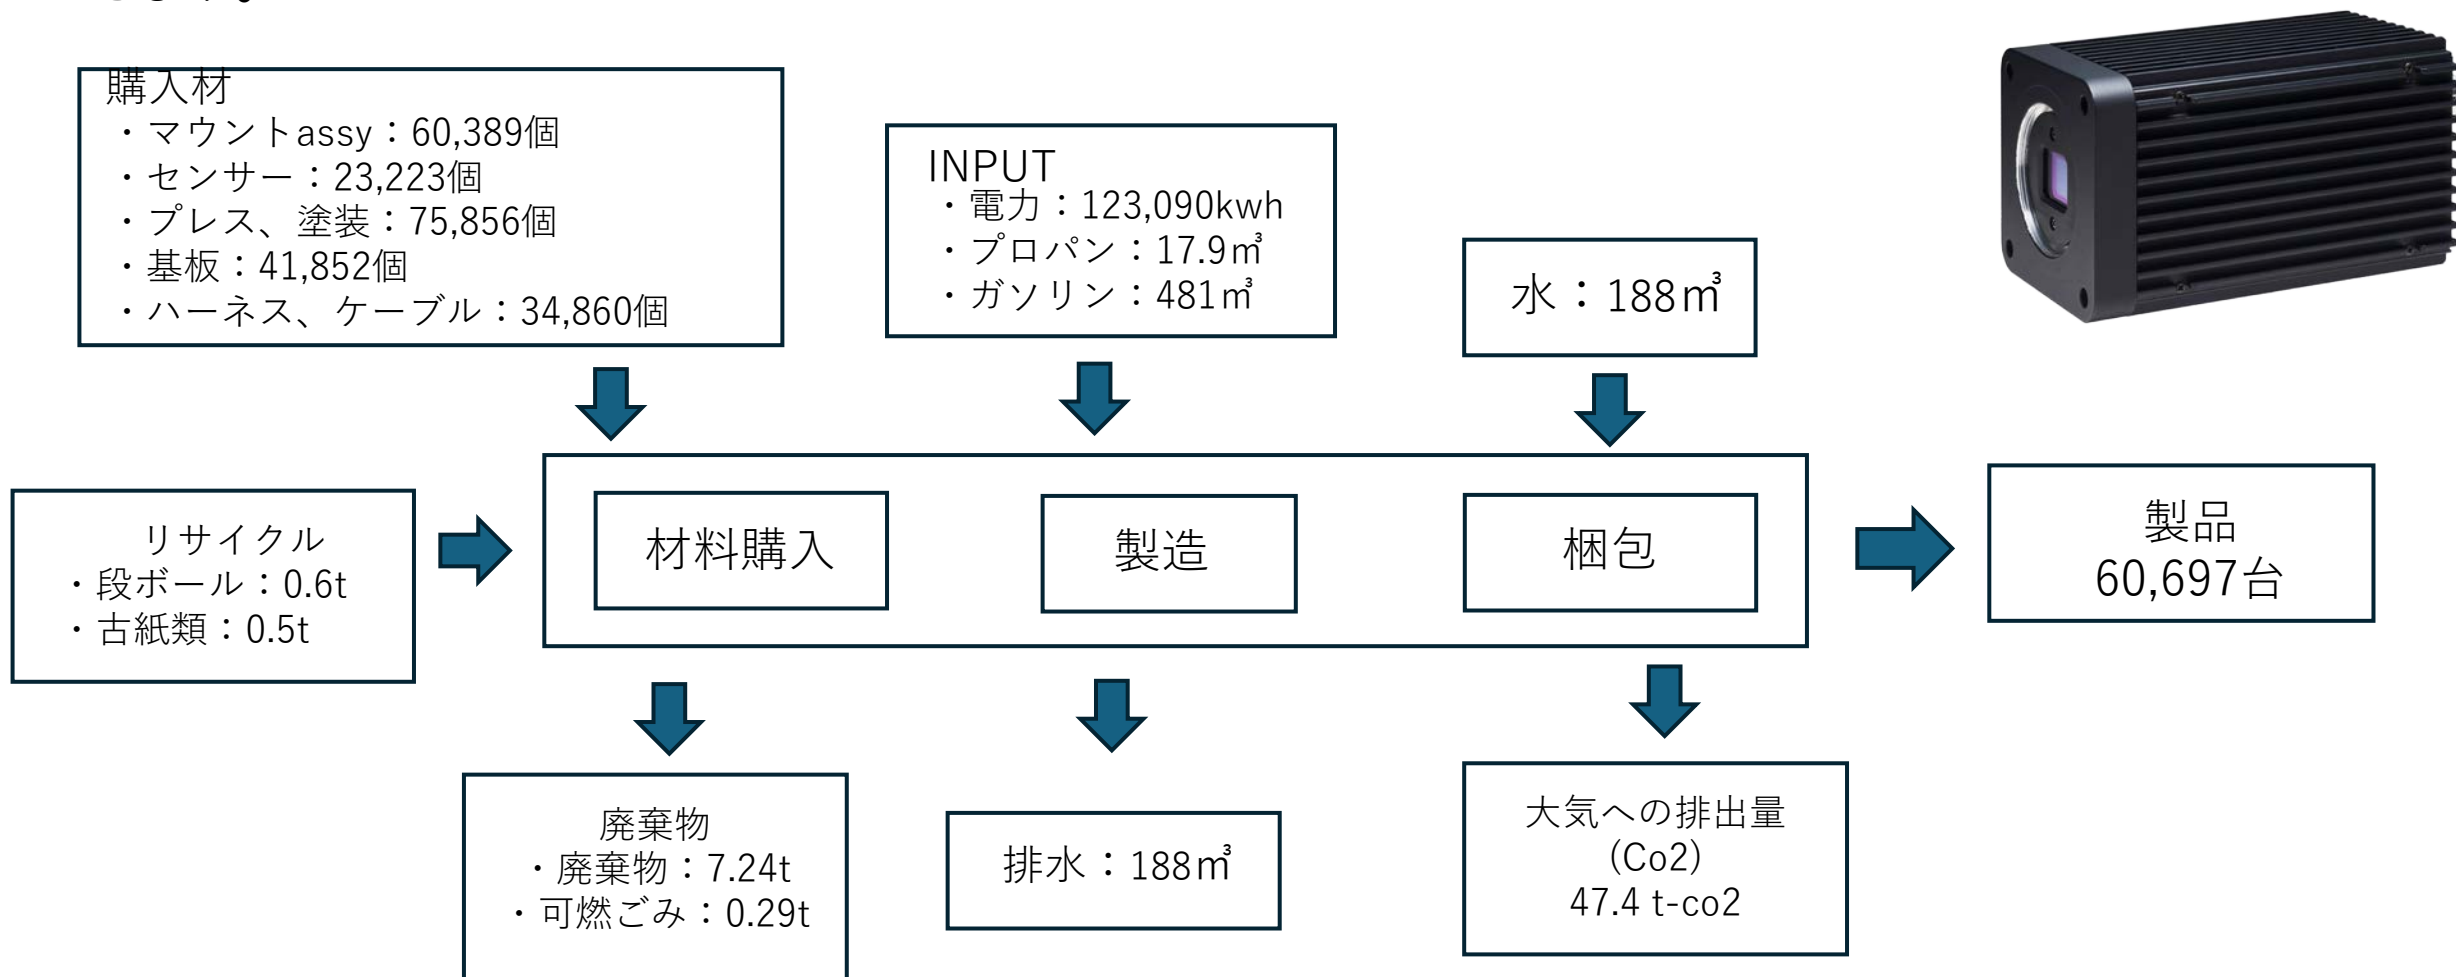 購入材
・マウントassy：60,389個
・センサー：23,223個
・プレス、塗装：75,856個
・基板：41,852個
・ハーネス、ケーブル：34,860個
INPUT
・電力：123,090kwh
・プロパン：17.9㎥
・ガソリン：481㎥
水：188㎥
リサイクル
・段ボール：0.6t
・古紙類：0.5t
材料購入
製造
梱包
製品
60,697台
廃棄物
・廃棄物：7.24t
・可燃ごみ：0.29t
排水：188㎥
大気への排出量
(Co2)
47.4 t-co2